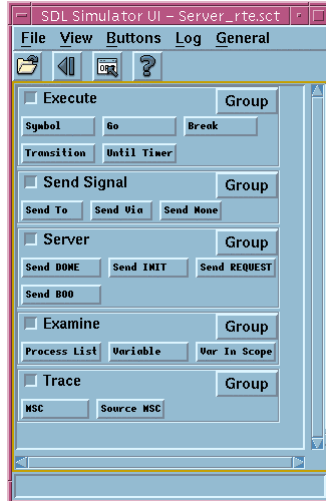 SDL Simulator UI – Server_rte.sct
File View Buttons Log General
Execute Group
Symbol Go Break
Transition Until Timer
Send Signal Group
Send To Send Via Send None
Server Group
Send DONE Send INIT Send REQUEST
Send BOO
Examine Group
Process List Variable Var In Scope
Trace Group
MSC Source MSC